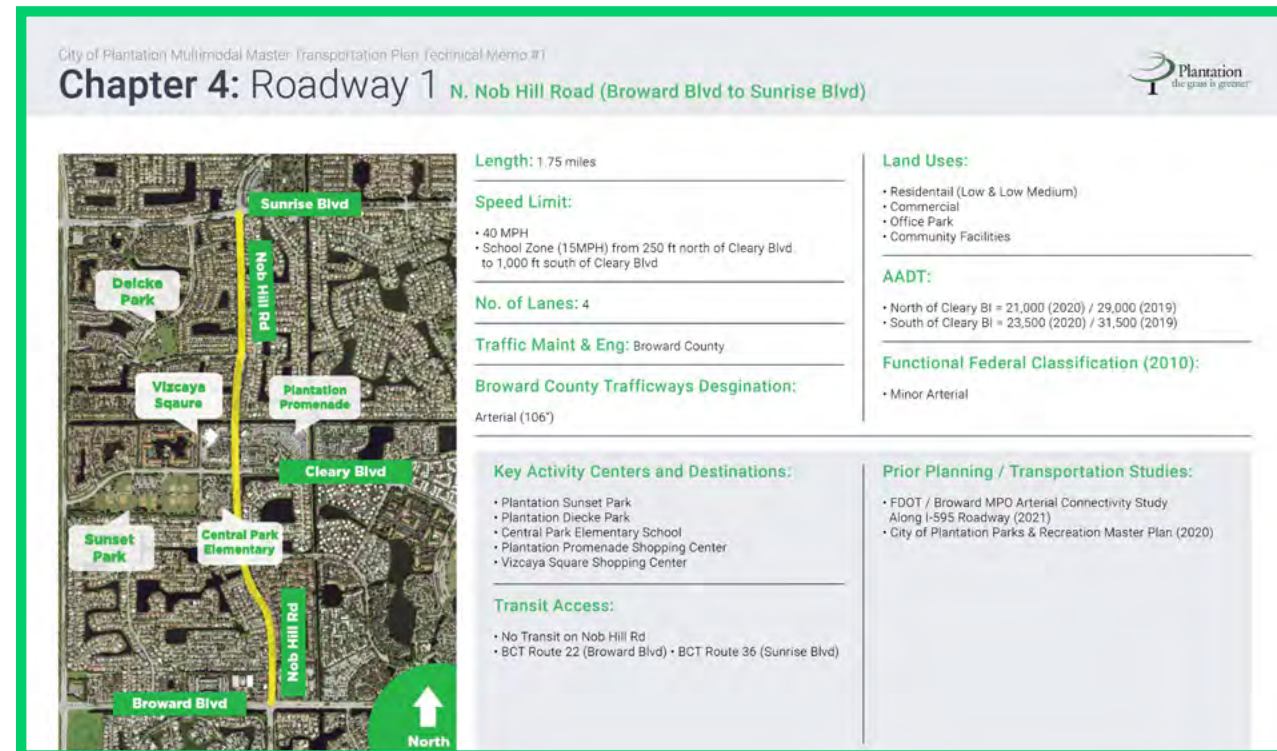 City of Plantation Multimodal Master Transportation Plan Technical Memo #1
Chapter 4: Roadway 1 N. Nob Hill Road (Broward Blvd to Sunrise Blvd)
Plantation
the grass is greener
Sunrise Blvd
Nob Hill Rd
Deicke
Park
Vizcaya
Sqaure
Plantation
Promenade
Cleary Blvd
Sunset
Park
Central Park
Elementary
Nob Hill Rd
Broward Blvd
North
Length: 1.75 miles
Speed Limit:
• 40 MPH
• School Zone (15MPH) from 250 ft north of Cleary Blvd
to 1,000 ft south of Cleary Blvd
No. of Lanes: 4
Traffic Maint & Eng: Broward County
Broward County Trafficways Desgination:
Arterial (106')
Land Uses:
• Residentail (Low & Low Medium)
• Commercial
• Office Park
• Community Facilities
AADT:
• North of Cleary Bl = 21,000 (2020) / 29,000 (2019)
• South of Cleary Bl = 23,500 (2020) / 31,500 (2019)
Functional Federal Classification (2010):
• Minor Arterial
Key Activity Centers and Destinations:
• Plantation Sunset Park
• Plantation Diecke Park
• Central Park Elementary School
• Plantation Promenade Shopping Center
• Vizcaya Square Shopping Center
Transit Access:
• No Transit on Nob Hill Rd
• BCT Route 22 (Broward Blvd) • BCT Route 36 (Sunrise Blvd)
Prior Planning / Transportation Studies:
• FDOT / Broward MPO Arterial Connectivity Study
Along I-595 Roadway (2021)
• City of Plantation Parks & Recreation Master Plan (2020)